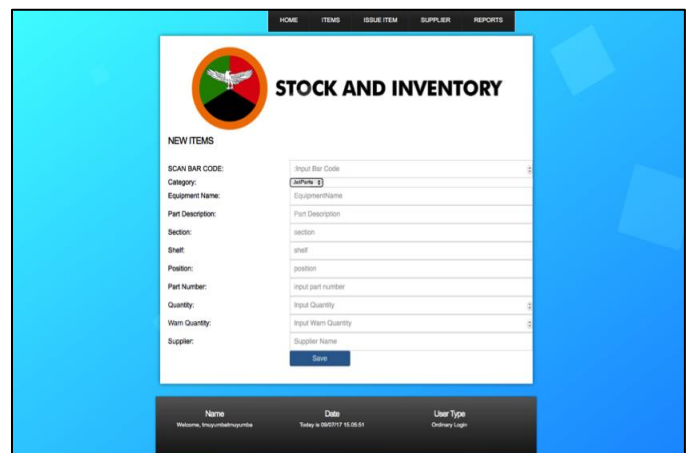 HOME ITEMS ISSUE ITEM SUPPLIER REPORTS
STOCK AND INVENTORY
NEW ITEMS
SCAN BAR CODE: :Input Bar Code
Category: JetParts
Equipment Name: EquipmentName
Part Description: Part Description
Section: section
Shelf: shelf
Position: position
Part Number: input part number
Quantity: Input Quantity
Warn Quantity: Input Warn Quantity
Supplier: Supplier Name
Save
Name Date User Type
Welcome, tmuyumbatmuyumba Today is 09/07/17 15.05:51 Ordinary Login